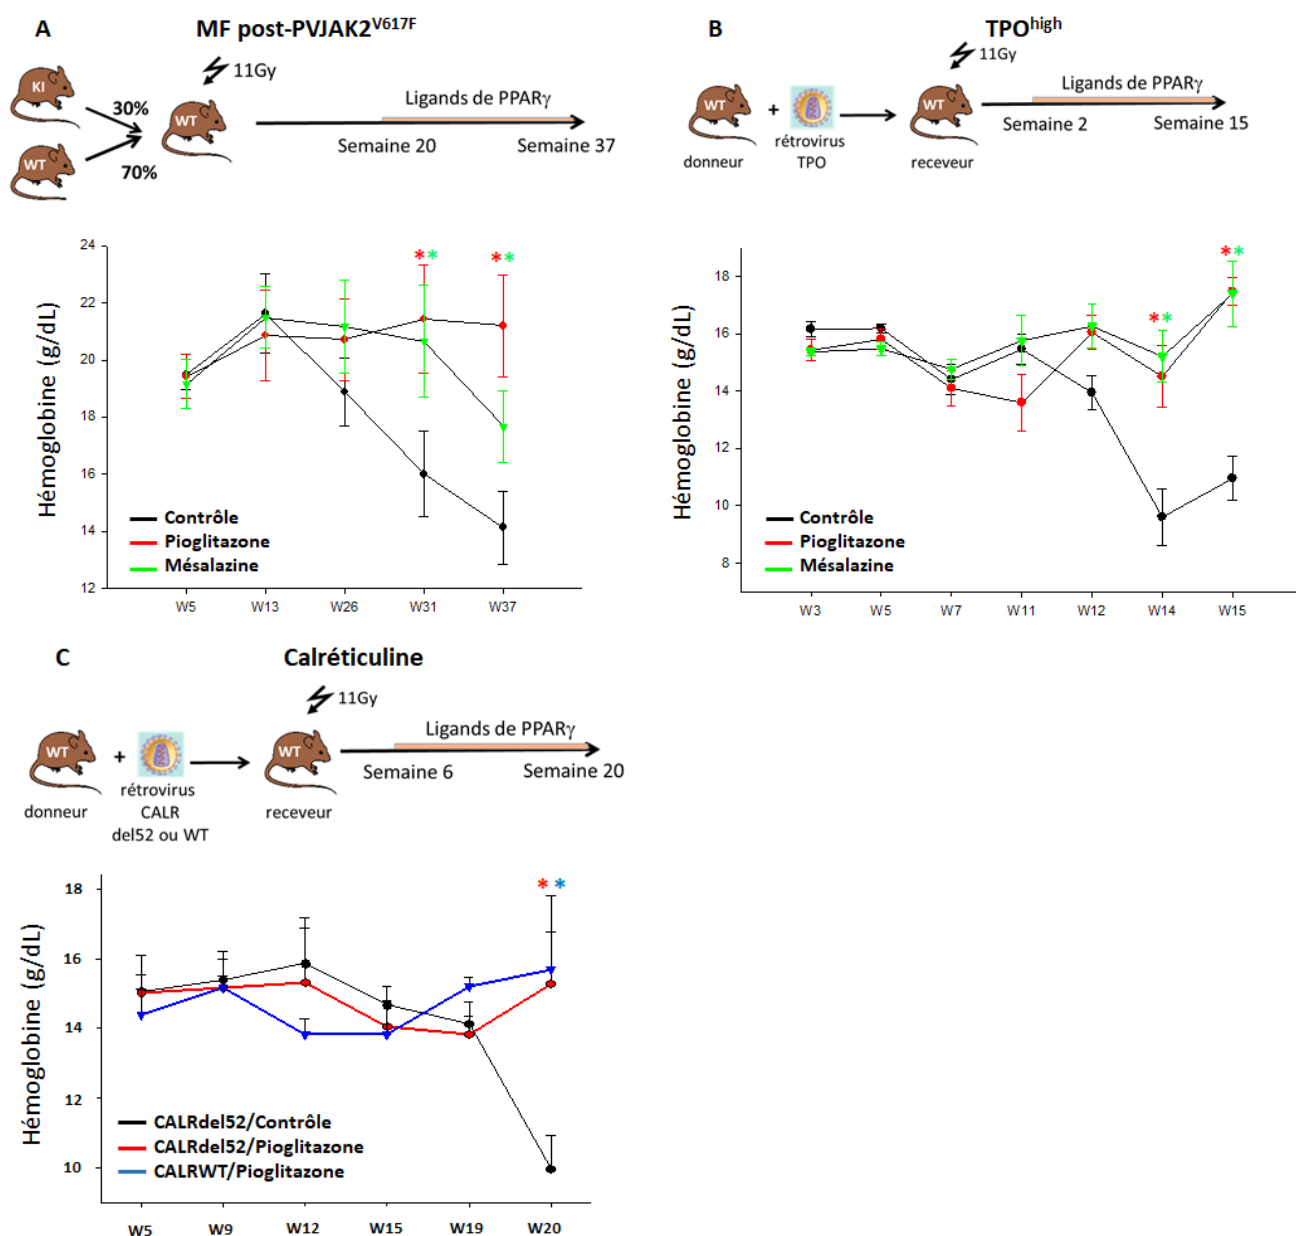 A
MF post-PVJAK2V617F
11Gy
KI
30%
WT
WT
70%
Ligands de PPARγ
Semaine 20
Semaine 37
Hémoglobine (g/dL)
24
22
20
18
16
14
12
* *
* *
Contrôle
Pioglitazone
Mésalazine
W5
W13
W26
W31
W37
B
TPOhigh
11Gy
WT
+
WT
donneur
rétrovirus
TPO
receveur
Ligands de PPARγ
Semaine 2
Semaine 15
Hémoglobine (g/dL)
18
16
14
12
10
8
* *
* *
Contrôle
Pioglitazone
Mésalazine
W3
W5
W7
W11
W12
W14
W15
C
Calréticuline
11Gy
WT
+
WT
donneur
rétrovirus
CALR
del52 ou WT
receveur
Ligands de PPARγ
Semaine 6
Semaine 20
Hémoglobine (g/dL)
18
16
14
12
10
* *
CALRdel52/Contrôle
CALRdel52/Pioglitazone
CALRWT/Pioglitazone
W5
W9
W12
W15
W19
W20